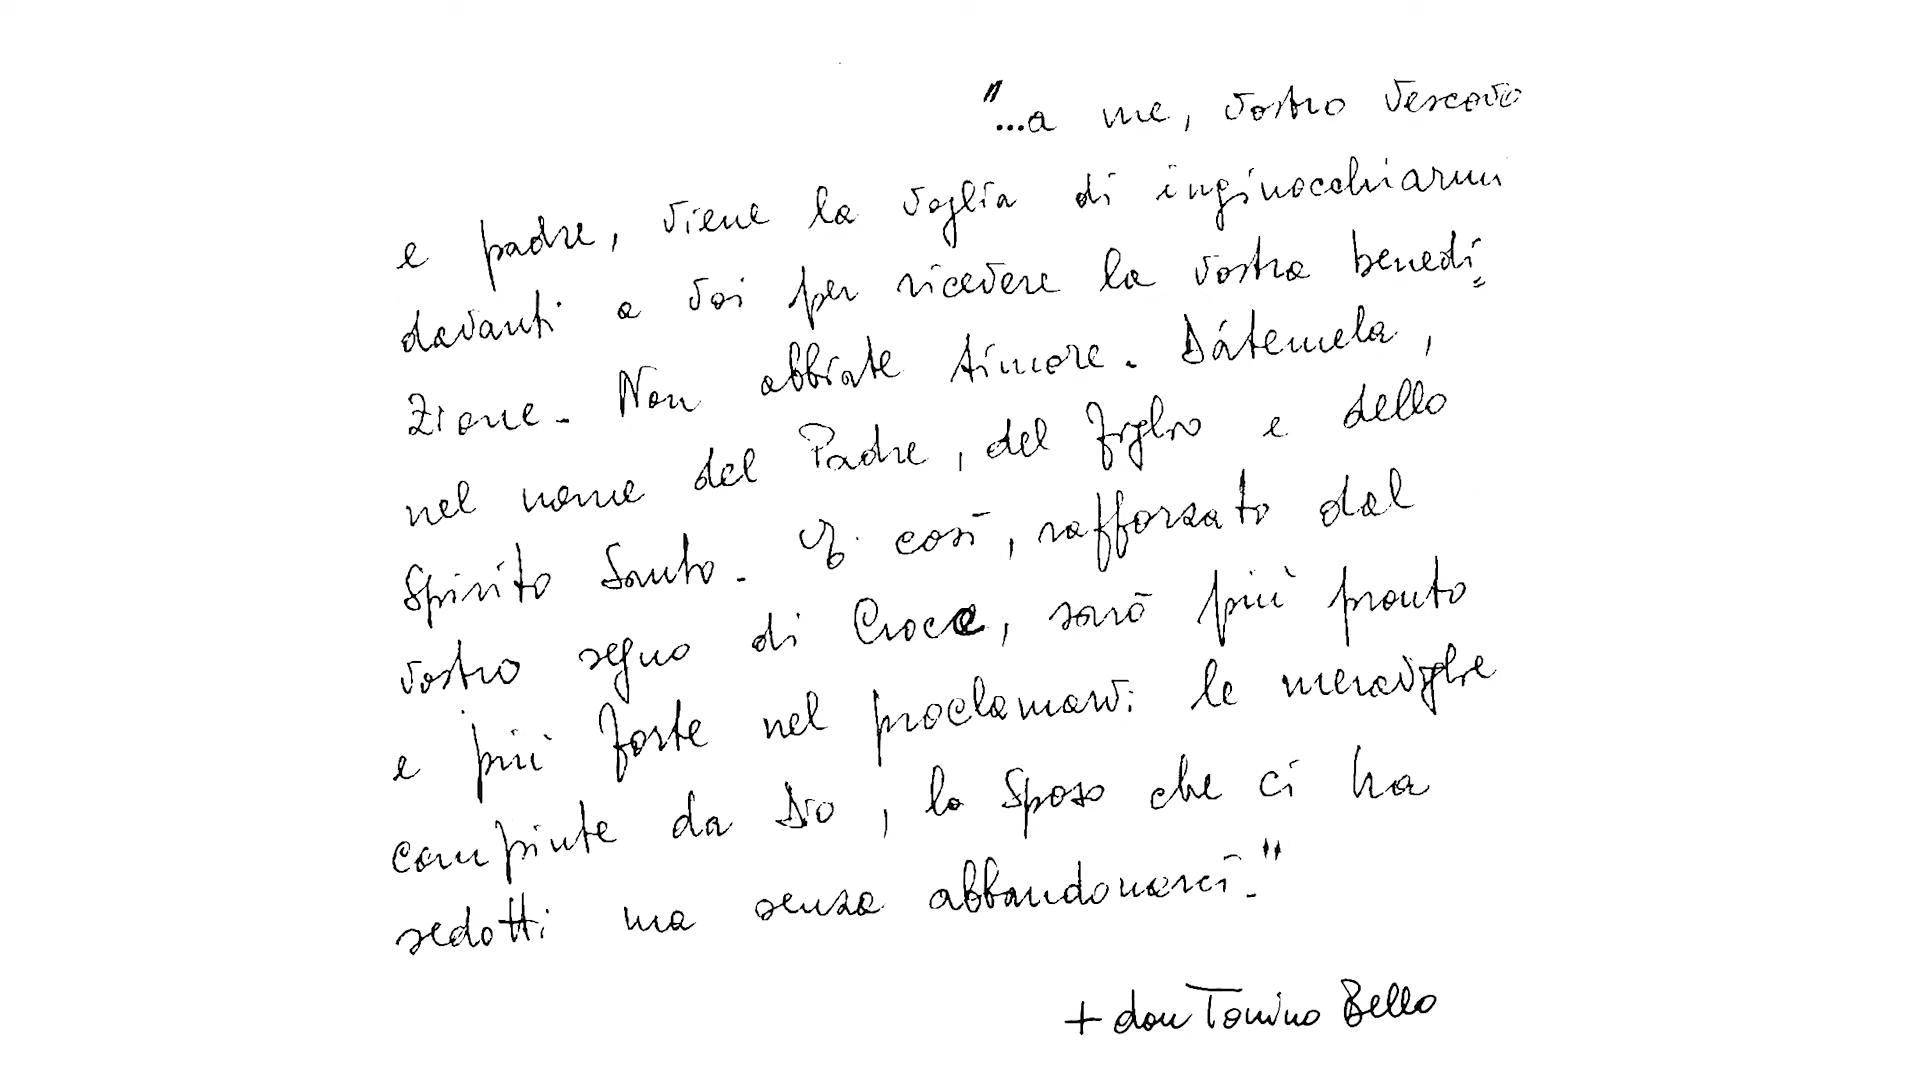 "...a me, vostro Vescovo
e padre, viene la voglia di inginocchiarmi
davanti a voi per ricevere la vostra benedi=
zione. Non abbiate timore. Dátemela,
nel nome del Padre, del Figlio e dello
Spirito Santo. E così, rafforzato dal
vostro segno di Croce, sarò più pronto
e più forte nel proclamarvi le meraviglie
compiute da Dio, lo Sposo che ci ha
sedotti ma senza abbandonarci."
+ don Tonino Bello